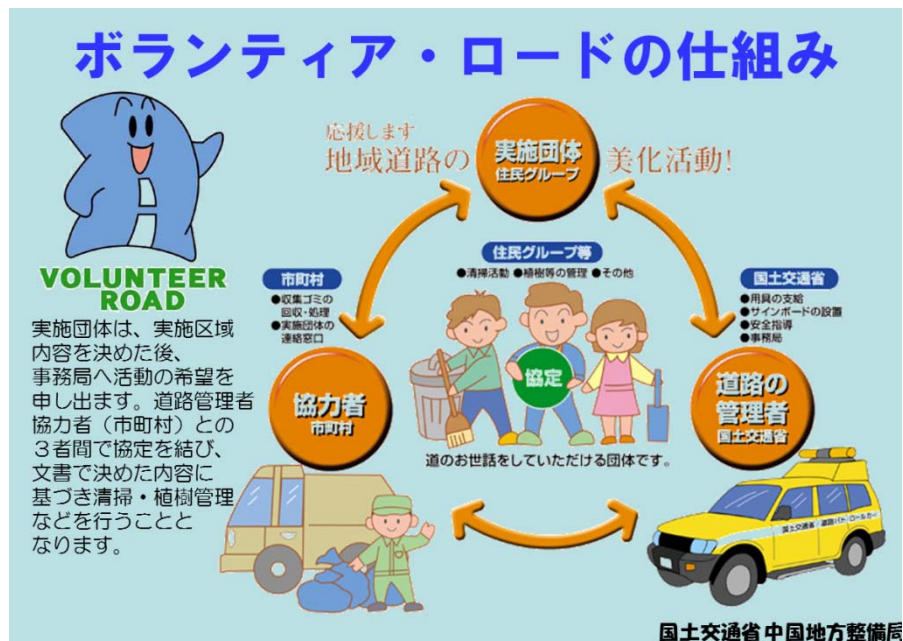 ボランティア・ロードの仕組み
応援します
地域道路の
美化活動!
実施団体
住民グループ
VOLUNTEER
ROAD
実施団体は、実施区域
内容を決めた後、
事務局へ活動の希望を
申し出ます。道路管理者
協力者（市町村）との
３者間で協定を結び、
文書で決めた内容に
基づき清掃・植樹管理
などを行うことと
なります。
市町村
●収集ゴミの
回収・処理
●実施団体の
連絡窓口
協力者
市町村
住民グループ等
●清掃活動 ●植樹等の管理 ●その他
協定
道のお世話をしていただける団体です。
国土交通省
●用具の支給
●サインボードの設置
●安全指導
●事務局
道路の
管理者
国土交通省
国土交通省 中国地方整備局